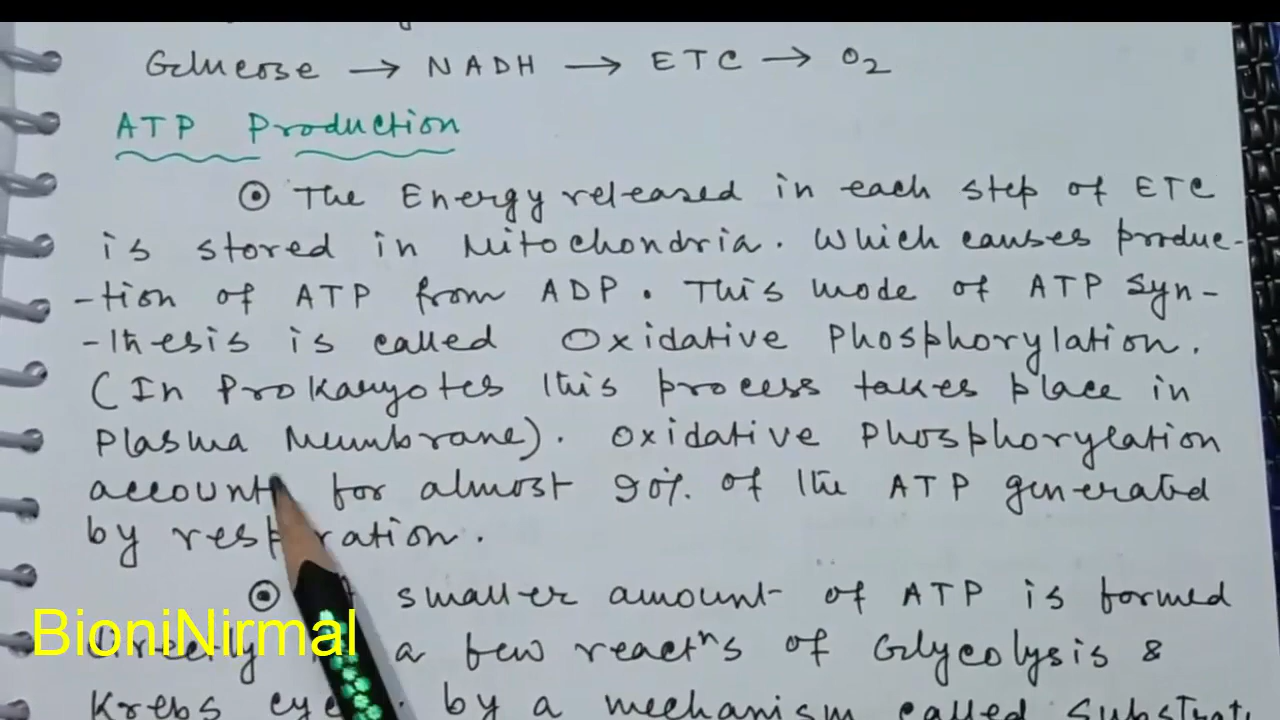 Glucose → NADH → ETC → O2
ATP Production
⊙ The Energy released in each step of ETC
is stored in Mitochondria. Which causes produc-
-tion of ATP from ADP. This mode of ATP Syn-
-thesis is called Oxidative Phosphorylation.
(In Prokaryotes this process takes place in
Plasma Membrane). Oxidative Phosphorylation
account for almost 90% of the ATP generated
by respiration.
⊙ smaller amount of ATP is formed
directly a few reactns of Glycolysis &
Krebs by a mechanism called
BioniNirmal